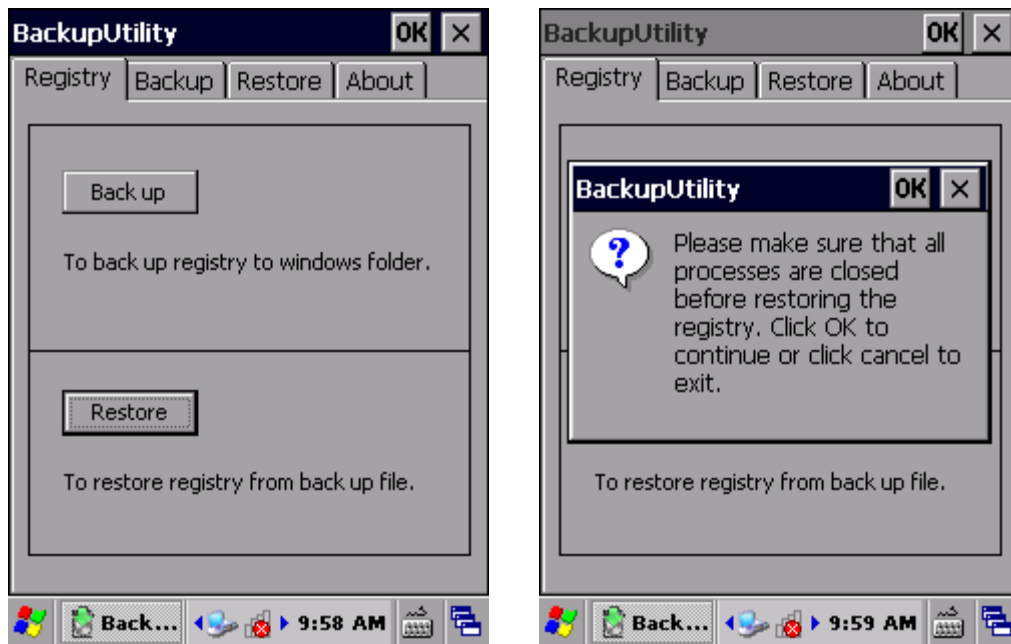 BackupUtility OK ×
Registry Backup Restore About
Back up
To back up registry to windows folder.
Restore
To restore registry from back up file.
Back... 9:58 AM
BackupUtility OK ×
Registry Backup Restore About
BackupUtility OK ×
?
Please make sure that all
processes are closed
before restoring the
registry. Click OK to
continue or click cancel to
exit.
To restore registry from back up file.
Back... 9:59 AM